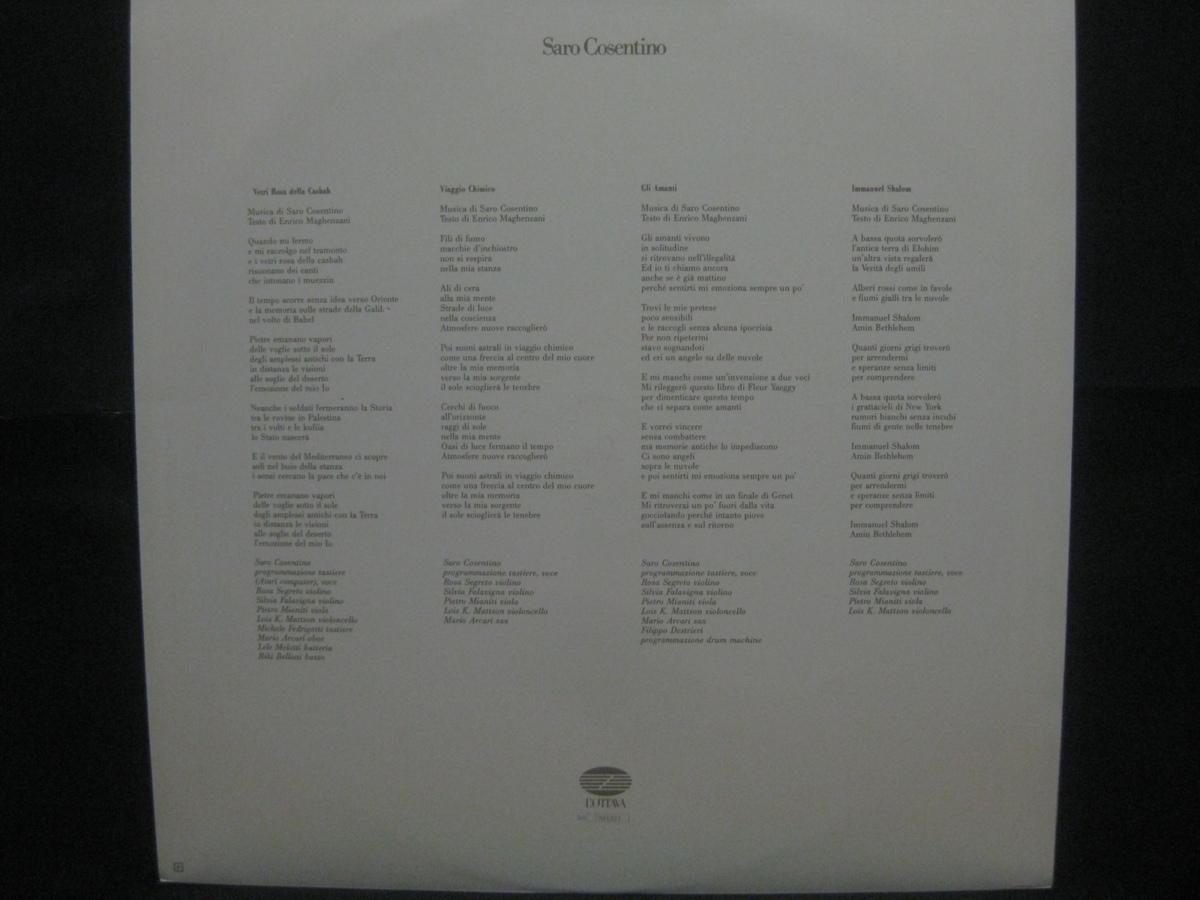 Saro Cosentino
Vetri Rosa della Casbah
Musica di Saro Cosentino
Testo di Enrico Maghenzani
Quando mi fermo
e mi raccolgo nel tramonto
e i vetri rosa della casbah
risuonano dei canti
che intonano i muezzin
Il tempo scorre senza idea verso Oriente
e la memoria sulle strade della
nel volto di Babel
Pietre emanano vapori
delle voglie sotto il sole
degli amplessi antichi con la Terra
in distanza le visioni
alle soglie del deserto
l'emozione del mio Io
Neanche i soldati fermeranno la Storia
tra le rovine in Palestina
tra i volti e le kufiia
lo Stato nascerà
E il vento del Mediterraneo ci scopre
soli nel buio della stanza
i sensi cercano la pace che c'è in noi
Pietre emanano vapori
delle voglie sotto il sole
degli amplessi antichi con la Terra
in distanza le visioni
alle soglie del deserto
l'emozione del mio Io
Saro Cosentino
programmazione tastiere
(Atari computer), voce
Rosa Segreto violino
Silvia Falavigna violino
Pietro Mianiti viola
Lois K. Mattson violoncello
Michele Fedrigotti tastiere
Mario Arcari oboe
Lele Melotti batteria
Riki Belloni basso
Viaggio Chimico
Musica di Saro Cosentino
Testo di Enrico Maghenzani
Fili di fumo
macchie d'inchiostro
non si respira
nella mia stanza
Ali di cera
alla mia mente
Strade di luce
nella coscienza
Atmosfere nuove raccoglierò
Poi suoni astrali in viaggio chimico
come una freccia al centro del mio cuore
oltre la mia memoria
verso la mia sorgente
il sole scioglierà le tenebre
Cerchi di fuoco
all'orizzonte
raggi di sole
nella mia mente
Oasi di luce fermano il tempo
Atmosfere nuove raccoglierò
Poi suoni astrali in viaggio chimico
come una freccia al centro del mio cuore
oltre la mia memoria
verso la mia sorgente
il sole scioglierà le tenebre
Saro Cosentino
programmazione tastiere, voce
Rosa Segreto violino
Silvia Falavigna violino
Pietro Mianiti viola
Lois K. Mattson violoncello
Mario Arcari sax
Gli Amanti
Musica di Saro Cosentino
Testo di Enrico Maghenzani
Gli amanti vivono
in solitudine
si ritrovano nell'illegalità
Ed io ti chiamo ancora
anche se è già mattino
perché sentirti mi emoziona sempre un po'
Trovi le mie pretese
poco sensibili
e le raccogli senza alcuna ipocrisia
Per non ripetermi
stavo sognandoti
ed eri un angelo su delle nuvole
E mi manchi come un'invenzione a due voci
Mi rileggerò questo libro di Fleur Yaeggy
per dimenticare questo tempo
che ci separa come amanti
E vorrei vincere
senza combattere
ma memorie antiche lo impediscono
Ci sono angeli
sopra le nuvole
e poi sentirti mi emoziona sempre un po'
E mi manchi come in un finale di Genet
Mi ritroverai un po' fuori dalla vita
gocciolando perché intanto piove
sull'assenza e sul ritorno
Saro Cosentino
programmazione tastiere, voce
Rosa Segreto violino
Silvia Falavigna violino
Pietro Mianiti viola
Lois K. Mattson violoncello
Mario Arcari sax
Filippo Destrieri
programmazione drum machine
Immanuel Shalom
Musica di Saro Cosentino
Testo di Enrico Maghenzani
A bassa quota sorvolerò
l'antica terra di Elohim
un'altra vista regalerà
la Verità degli umili
Alberi rossi come in favole
e fiumi gialli tra le nuvole
Immanuel Shalom
Amin Bethlehem
Quanti giorni grigi troverò
per arrendermi
e speranze senza limiti
per comprendere
A bassa quota sorvolerò
i grattacieli di New York
rumori bianchi senza incubi
fiumi di gente nelle tenebre
Immanuel Shalom
Amin Bethlehem
Quanti giorni grigi troverò
per arrendermi
e speranze senza limiti
per comprendere
Immanuel Shalom
Amin Bethlehem
Saro Cosentino
programmazione tastiere, voce
Rosa Segreto violino
Silvia Falavigna violino
Pietro Mianiti viola
Lois K. Mattson violoncello
L'OTTAVA